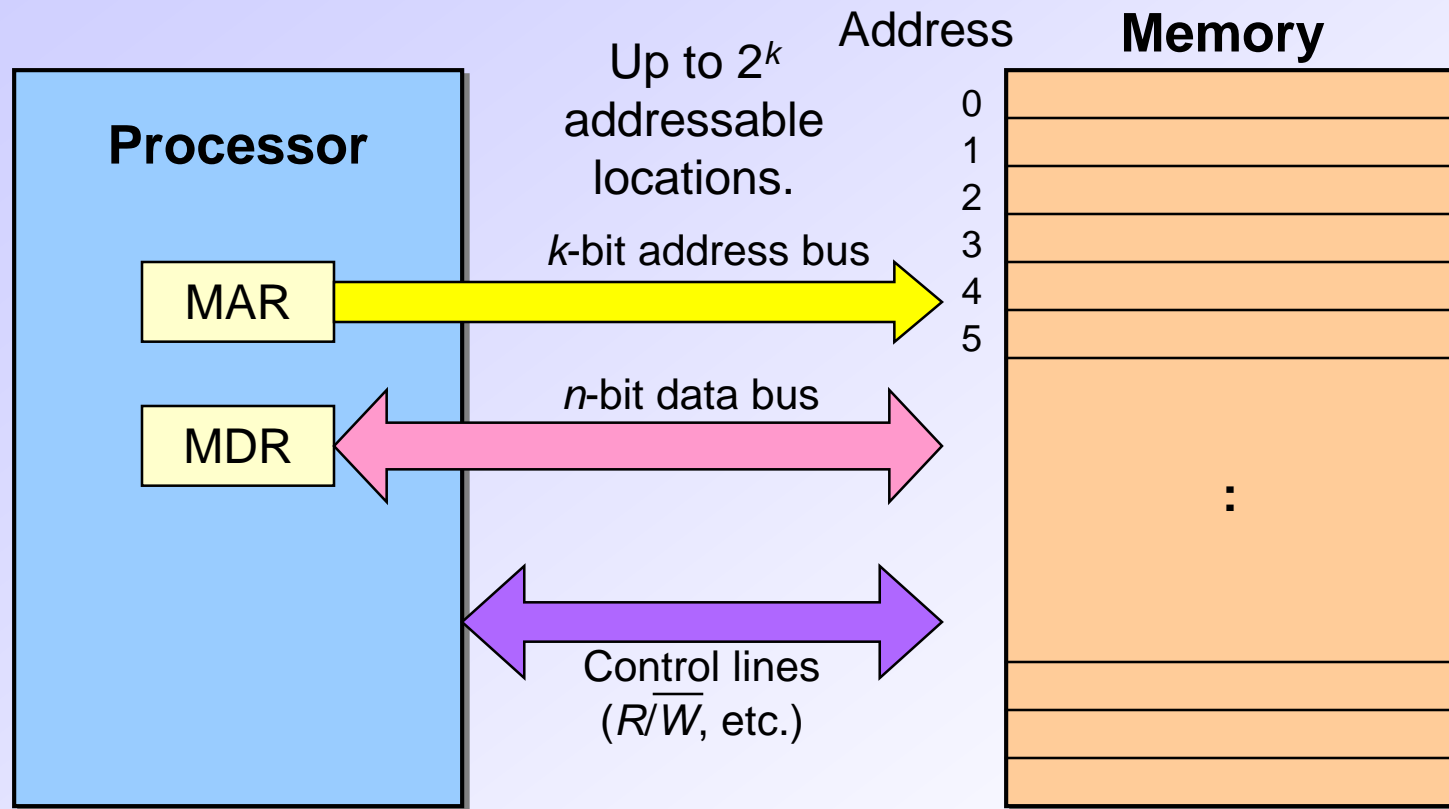 Address
Memory
Up to 2ᵏ
addressable
locations.
Processor
0
1
2
3
4
5
k-bit address bus
MAR
n-bit data bus
MDR
:
Control lines
(R/W̅, etc.)